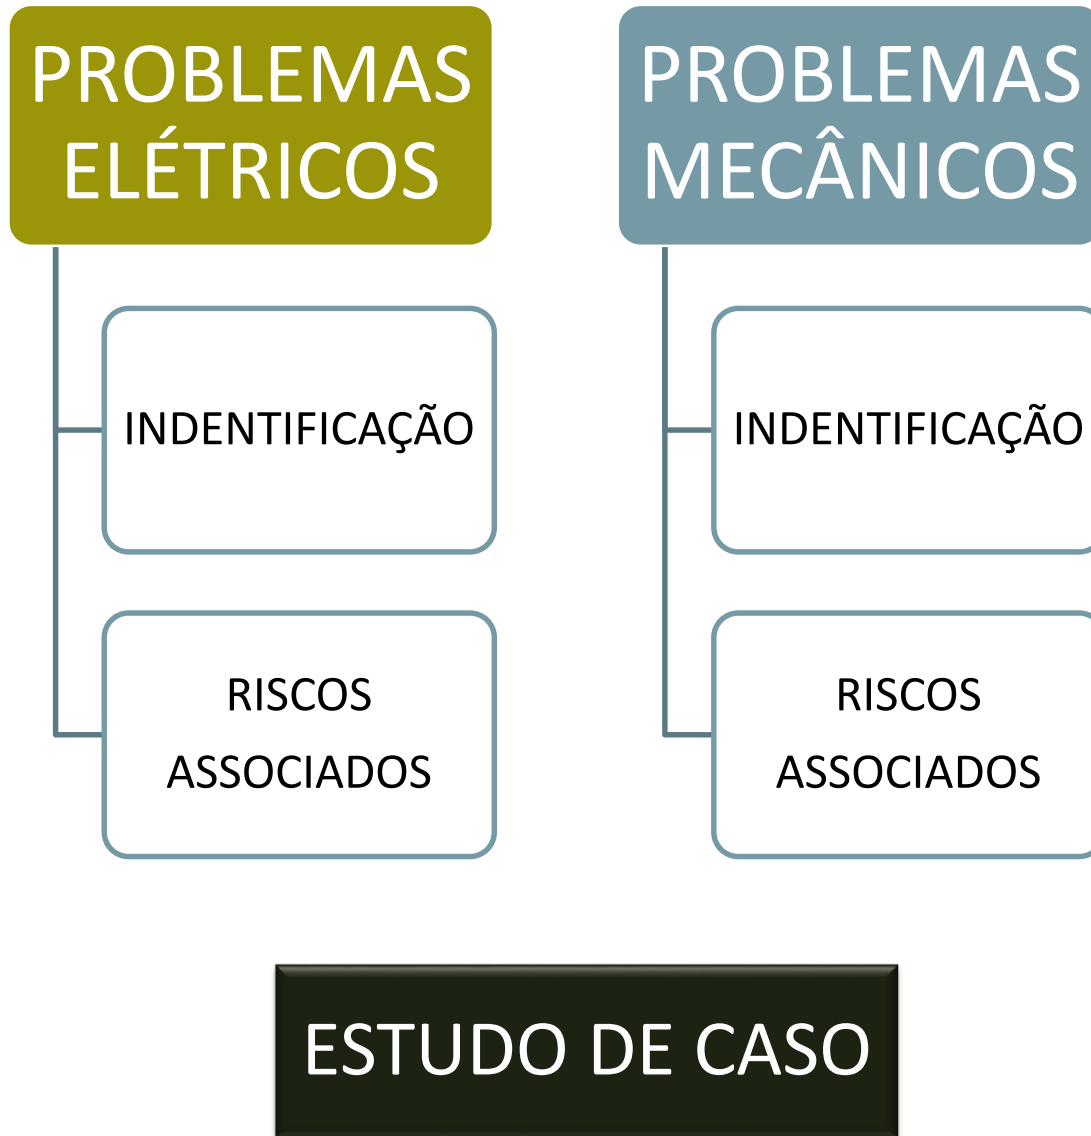 PROBLEMAS
ELÉTRICOS
INDENTIFICAÇÃO
RISCOS
ASSOCIADOS
PROBLEMAS
MECÂNICOS
INDENTIFICAÇÃO
RISCOS
ASSOCIADOS
ESTUDO DE CASO